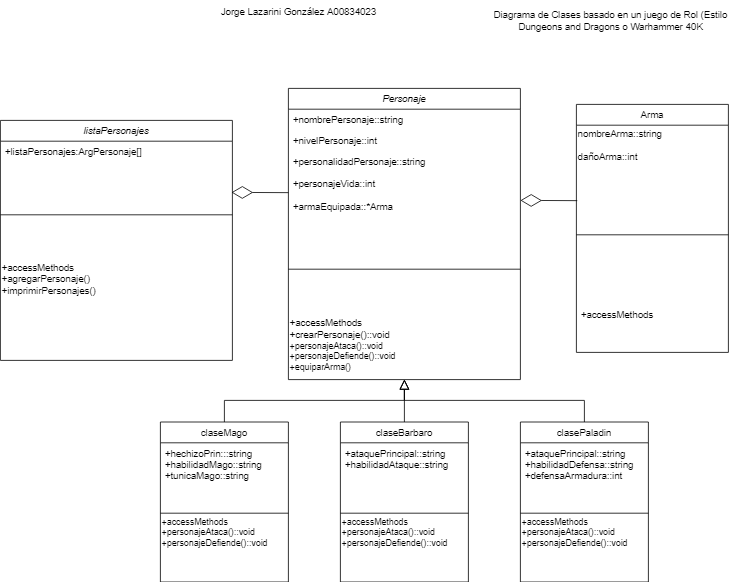 Jorge Lazarini González A00834023
Diagrama de Clases basado en un juego de Rol (Estilo
Dungeons and Dragons o Warhammer 40K
listaPersonajes
+listaPersonajes:ArgPersonaje[]
+accessMethods
+agregarPersonaje()
+imprimirPersonajes()
Personaje
+nombrePersonaje::string
+nivelPersonaje::int
+personalidadPersonaje::string
+personajeVida::int
+armaEquipada::*Arma
+accessMethods
+crearPersonaje()::void
+personajeAtaca()::void
+personajeDefiende()::void
+equiparArma()
Arma
nombreArma::string
dañoArma::int
+accessMethods
claseMago
+hechizoPrin:::string
+habilidadMago::string
+tunicaMago::string
+accessMethods
+personajeAtaca()::void
+personajeDefiende()::void
claseBarbaro
+ataquePrincipal::string
+habilidadAtaque::string
+accessMethods
+personajeAtaca()::void
+personajeDefiende()::void
clasePaladin
+ataquePrincipal::string
+habilidadDefensa::string
+defensaArmadura::int
+accessMethods
+personajeAtaca()::void
+personajeDefiende()::void